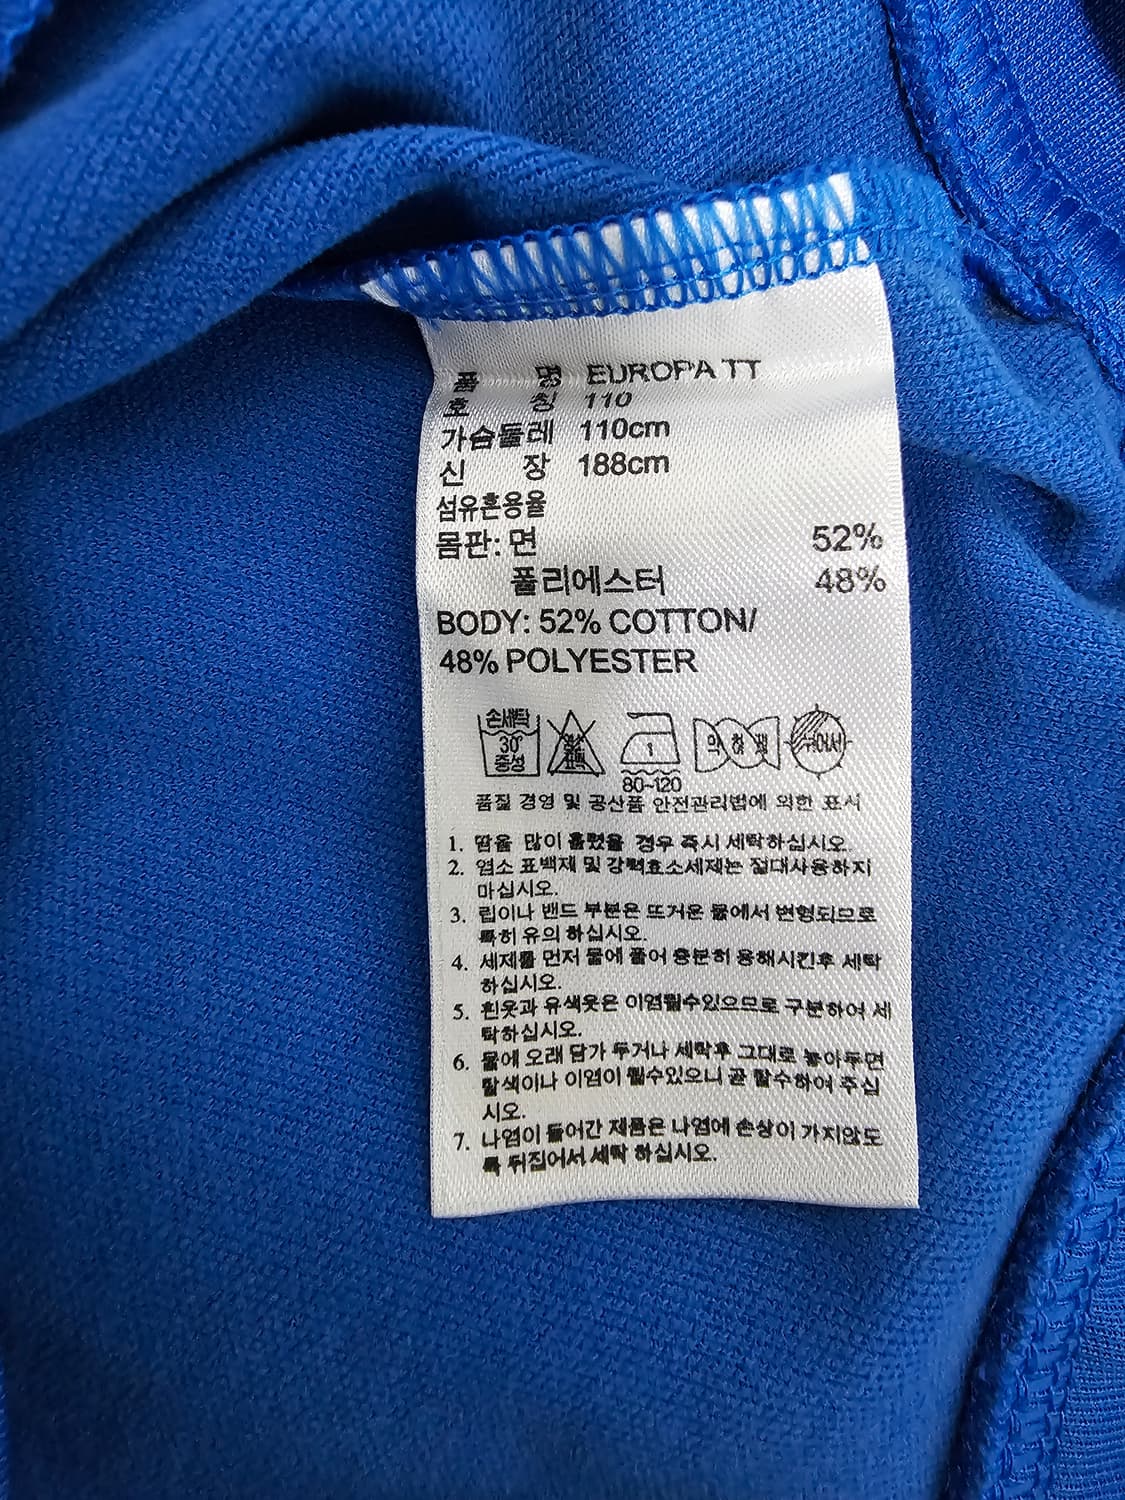 품 명 EUROPA TT
호 칭 110
가슴둘레 110cm
신 장 188cm
섬유혼용율
몸판: 면 52%
폴리에스터 48%
BODY: 52% COTTON/
48% POLYESTER
손세탁 30° 중성 염소 표백 1 80~120 약하게 뉘어서
품질 경영 및 공산품 안전관리법에 의한 표시
1. 땀을 많이 흘렸을 경우 즉시 세탁하십시오.
2. 염소 표백제 및 강력효소세제는 절대사용하지
마십시오.
3. 립이나 밴드 부분은 뜨거운 물에서 변형되므로
특히 유의 하십시오.
4. 세제를 먼저 물에 풀어 충분히 용해시킨후 세탁
하십시오.
5. 흰옷과 유색옷은 이염될수있으므로 구분하여 세
탁하십시오.
6. 물에 오래 담가 두거나 세탁후 그대로 놓아두면
탈색이나 이염이 될수있으니 곧 탈수하여 주십
시오.
7. 나염이 들어간 제품은 나염에 손상이 가지않도
록 뒤집어서 세탁 하십시오.